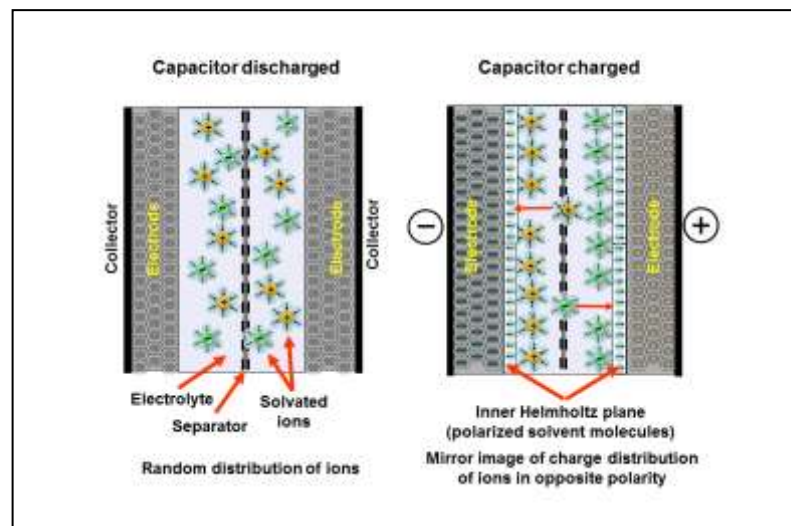 Capacitor discharged
Capacitor charged
Collector
Electrode
Electrode
Collector
Electrode
Electrode
−
+
Electrolyte
Separator
Solvated
ions
Random distribution of ions
Inner Helmholtz plane
(polarized solvent molecules)
Mirror image of charge distribution
of ions in opposite polarity